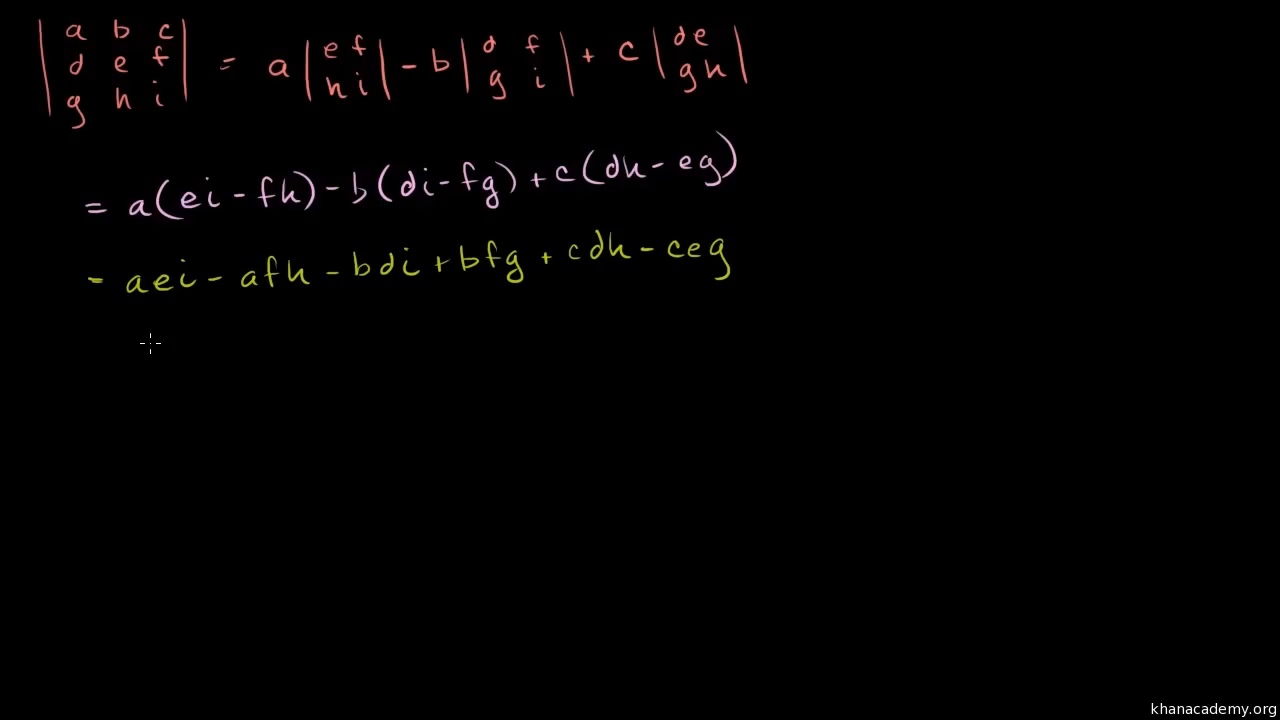 | a b c |
| d e f | = a | e f | - b | d f | + c | d e |
| g h i | | h i | | g i | | g h |
= a(ei - fh) - b(di - fg) + c(dh - eg)
= aei - afh - bdi + bfg + cdh - ceg
khanacademy.org